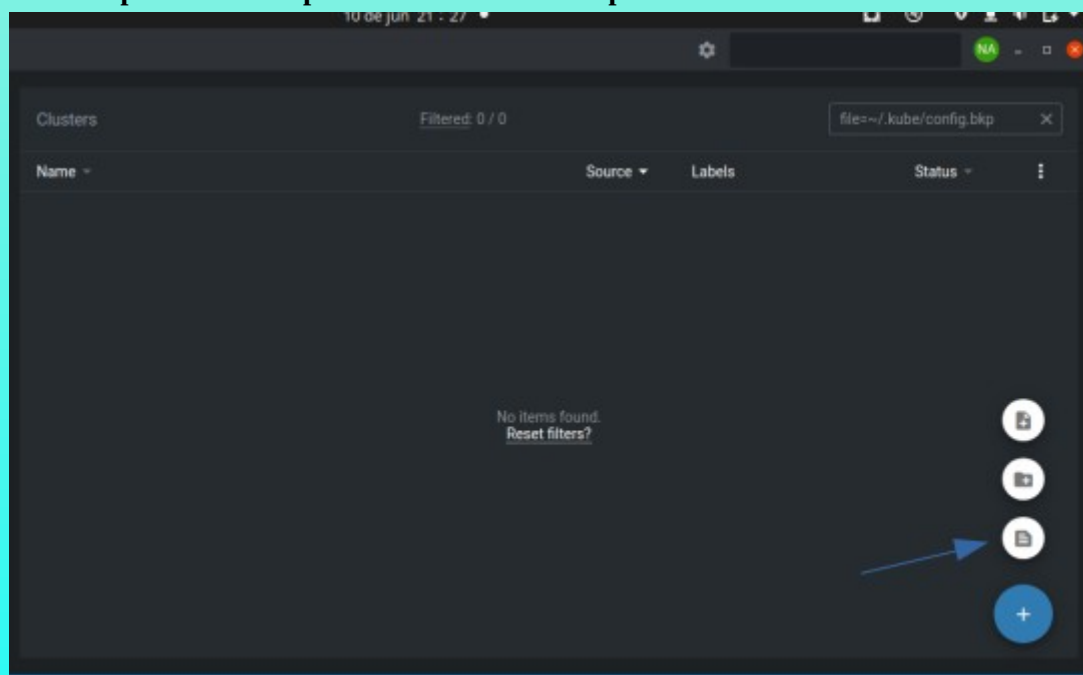 10 de jun 21 : 27
NA
Clusters
Filtered: 0 / 0
file=~/.kube/config.bkp
Name
Source
Labels
Status
No items found.
Reset filters?